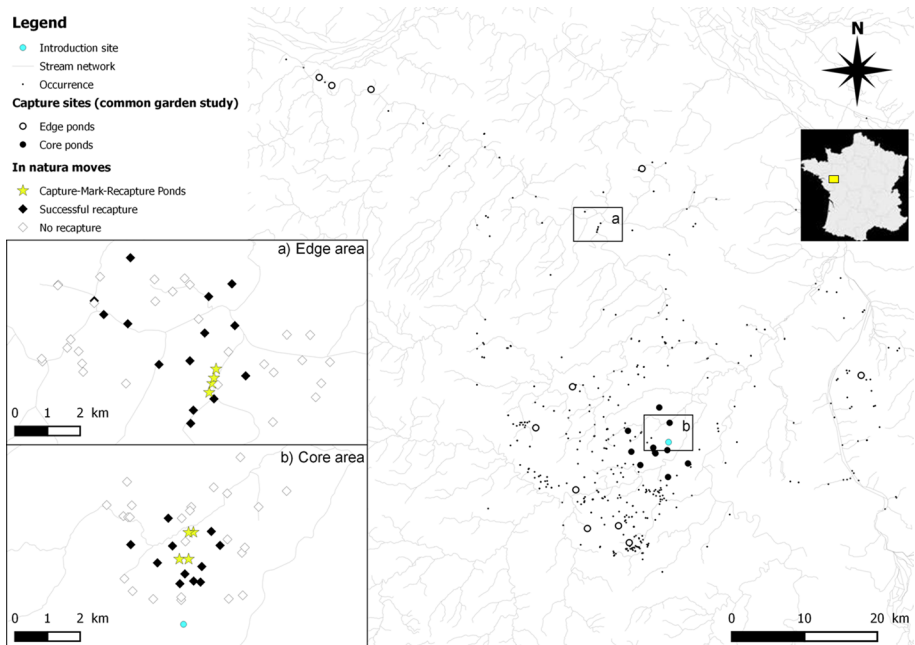 Legend
Introduction site
Stream network
Occurrence
Capture sites (common garden study)
Edge ponds
Core ponds
In natura moves
Capture-Mark-Recapture Ponds
Successful recapture
No recapture
N
a
b
a) Edge area
0 1 2 km
b) Core area
0 1 2 km
0 10 20 km